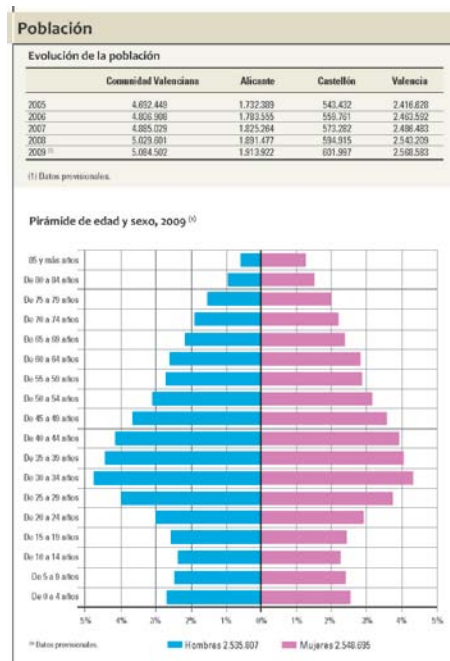 Población
Evolución de la población
Comunidad Valenciana Alicante Castellón Valencia
2005 4.692.449 1.732.389 543.432 2.416.628
2006 4.806.908 1.783.555 559.761 2.463.592
2007 4.885.029 1.825.264 573.282 2.486.483
2008 5.029.601 1.891.477 594.915 2.543.209
2009 (1) 5.084.502 1.913.922 601.997 2.568.583
(1) Datos provisionales.
Pirámide de edad y sexo, 2009 (1)
85 y más años
De 80 a 84 años
De 75 a 79 años
De 70 a 74 años
De 65 a 69 años
De 60 a 64 años
De 55 a 59 años
De 50 a 54 años
De 45 a 49 años
De 40 a 44 años
De 35 a 39 años
De 30 a 34 años
De 25 a 29 años
De 20 a 24 años
De 15 a 19 años
De 10 a 14 años
De 5 a 9 años
De 0 a 4 años
5% 4% 3% 2% 1% 0% 1% 2% 3% 4% 5%
(1) Datos provisionales. Hombres 2.535.807 Mujeres 2.548.695